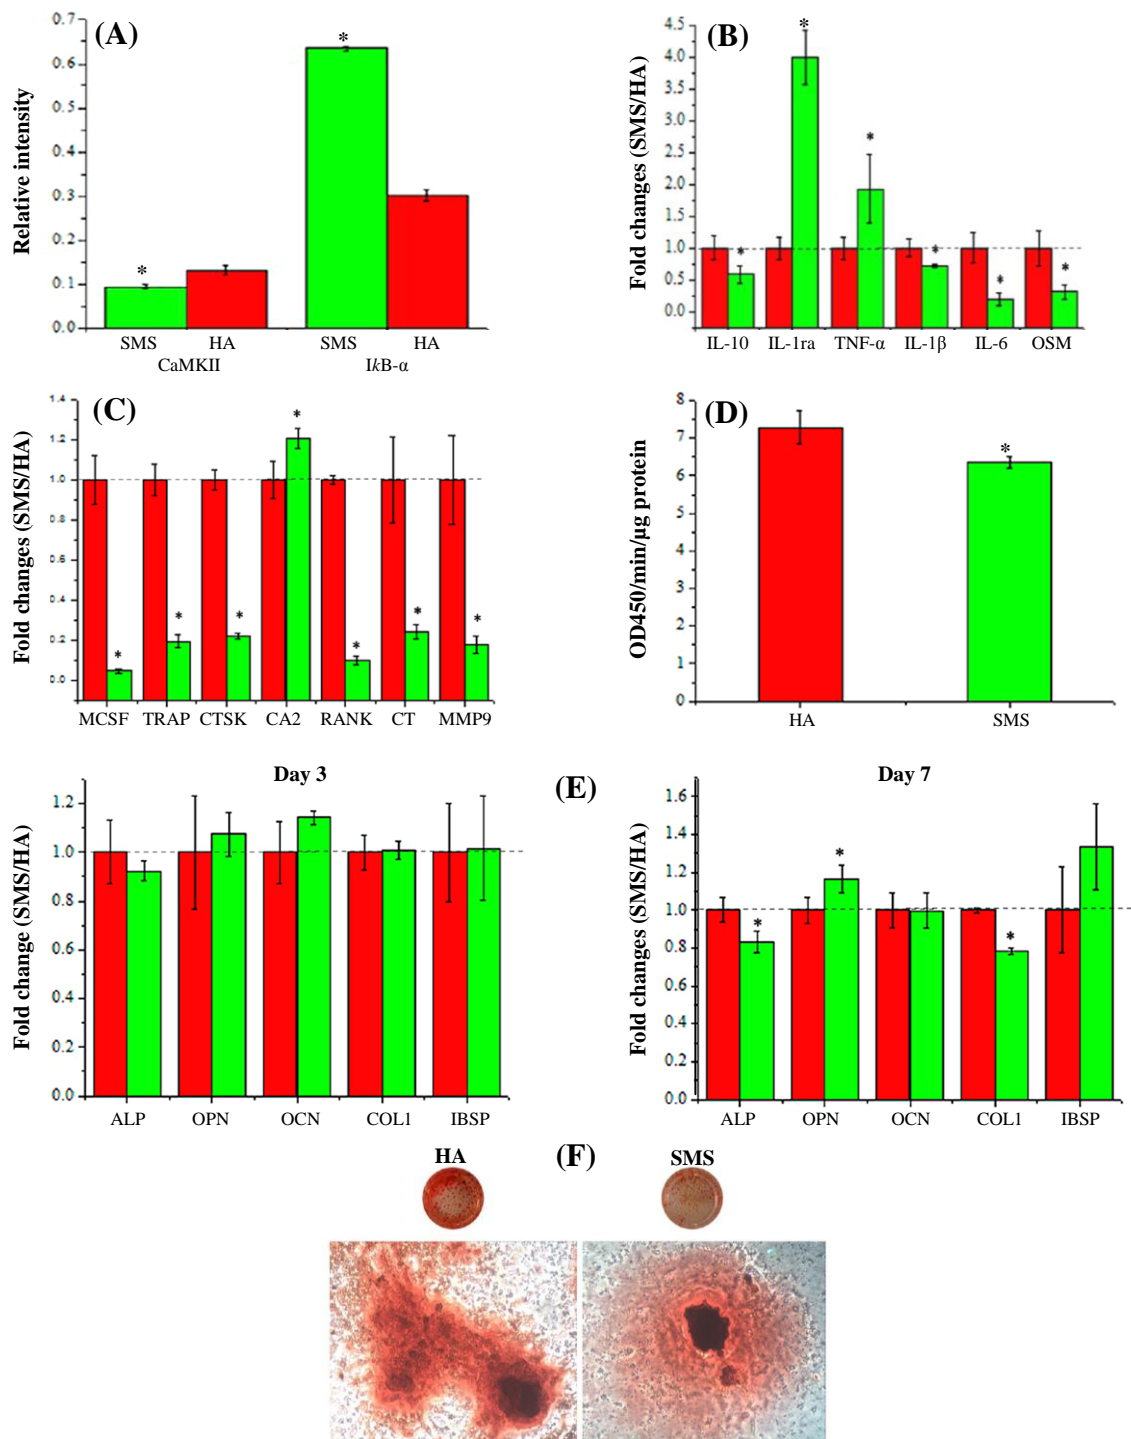 (A)
Relative intensity
0.7
0.6
0.5
0.4
0.3
0.2
0.1
0.0
*
*
SMS HA SMS HA
CaMKII IkB-α
(B)
Fold changes (SMS/HA)
4.5
4.0
3.5
3.0
2.5
2.0
1.5
1.0
0.5
0.0
* * * * * *
IL-10 IL-1ra TNF-α IL-1β IL-6 OSM
(C)
Fold changes (SMS/HA)
1.4
1.2
1.0
0.8
0.6
0.4
0.2
0.0
* * * * * * *
MCSF TRAP CTSK CA2 RANK CT MMP9
(D)
OD450/min/µg protein
8
7
6
5
4
3
2
1
0
*
HA SMS
(E)
Day 3
Fold change (SMS/HA)
1.2
1.0
0.8
0.6
0.4
0.2
0.0
ALP OPN OCN COL1 IBSP
Day 7
Fold changes (SMS/HA)
1.6
1.4
1.2
1.0
0.8
0.6
0.4
0.2
0.0
* * *
ALP OPN OCN COL1 IBSP
HA (F) SMS